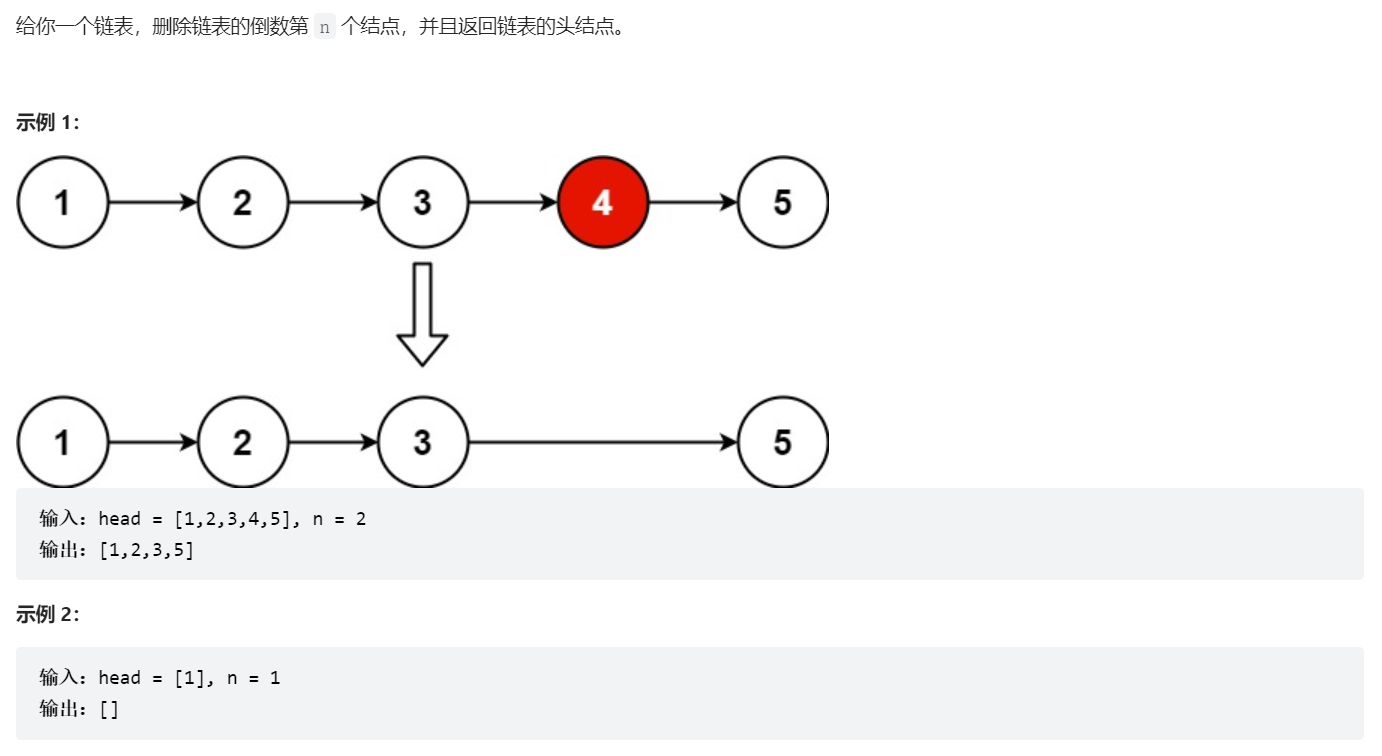 给你一个链表，删除链表的倒数第 n 个结点，并且返回链表的头结点。
示例 1：
1 2 3 4 5
1 2 3 5
输入：head = [1,2,3,4,5], n = 2
输出：[1,2,3,5]
示例 2：
输入：head = [1], n = 1
输出：[]